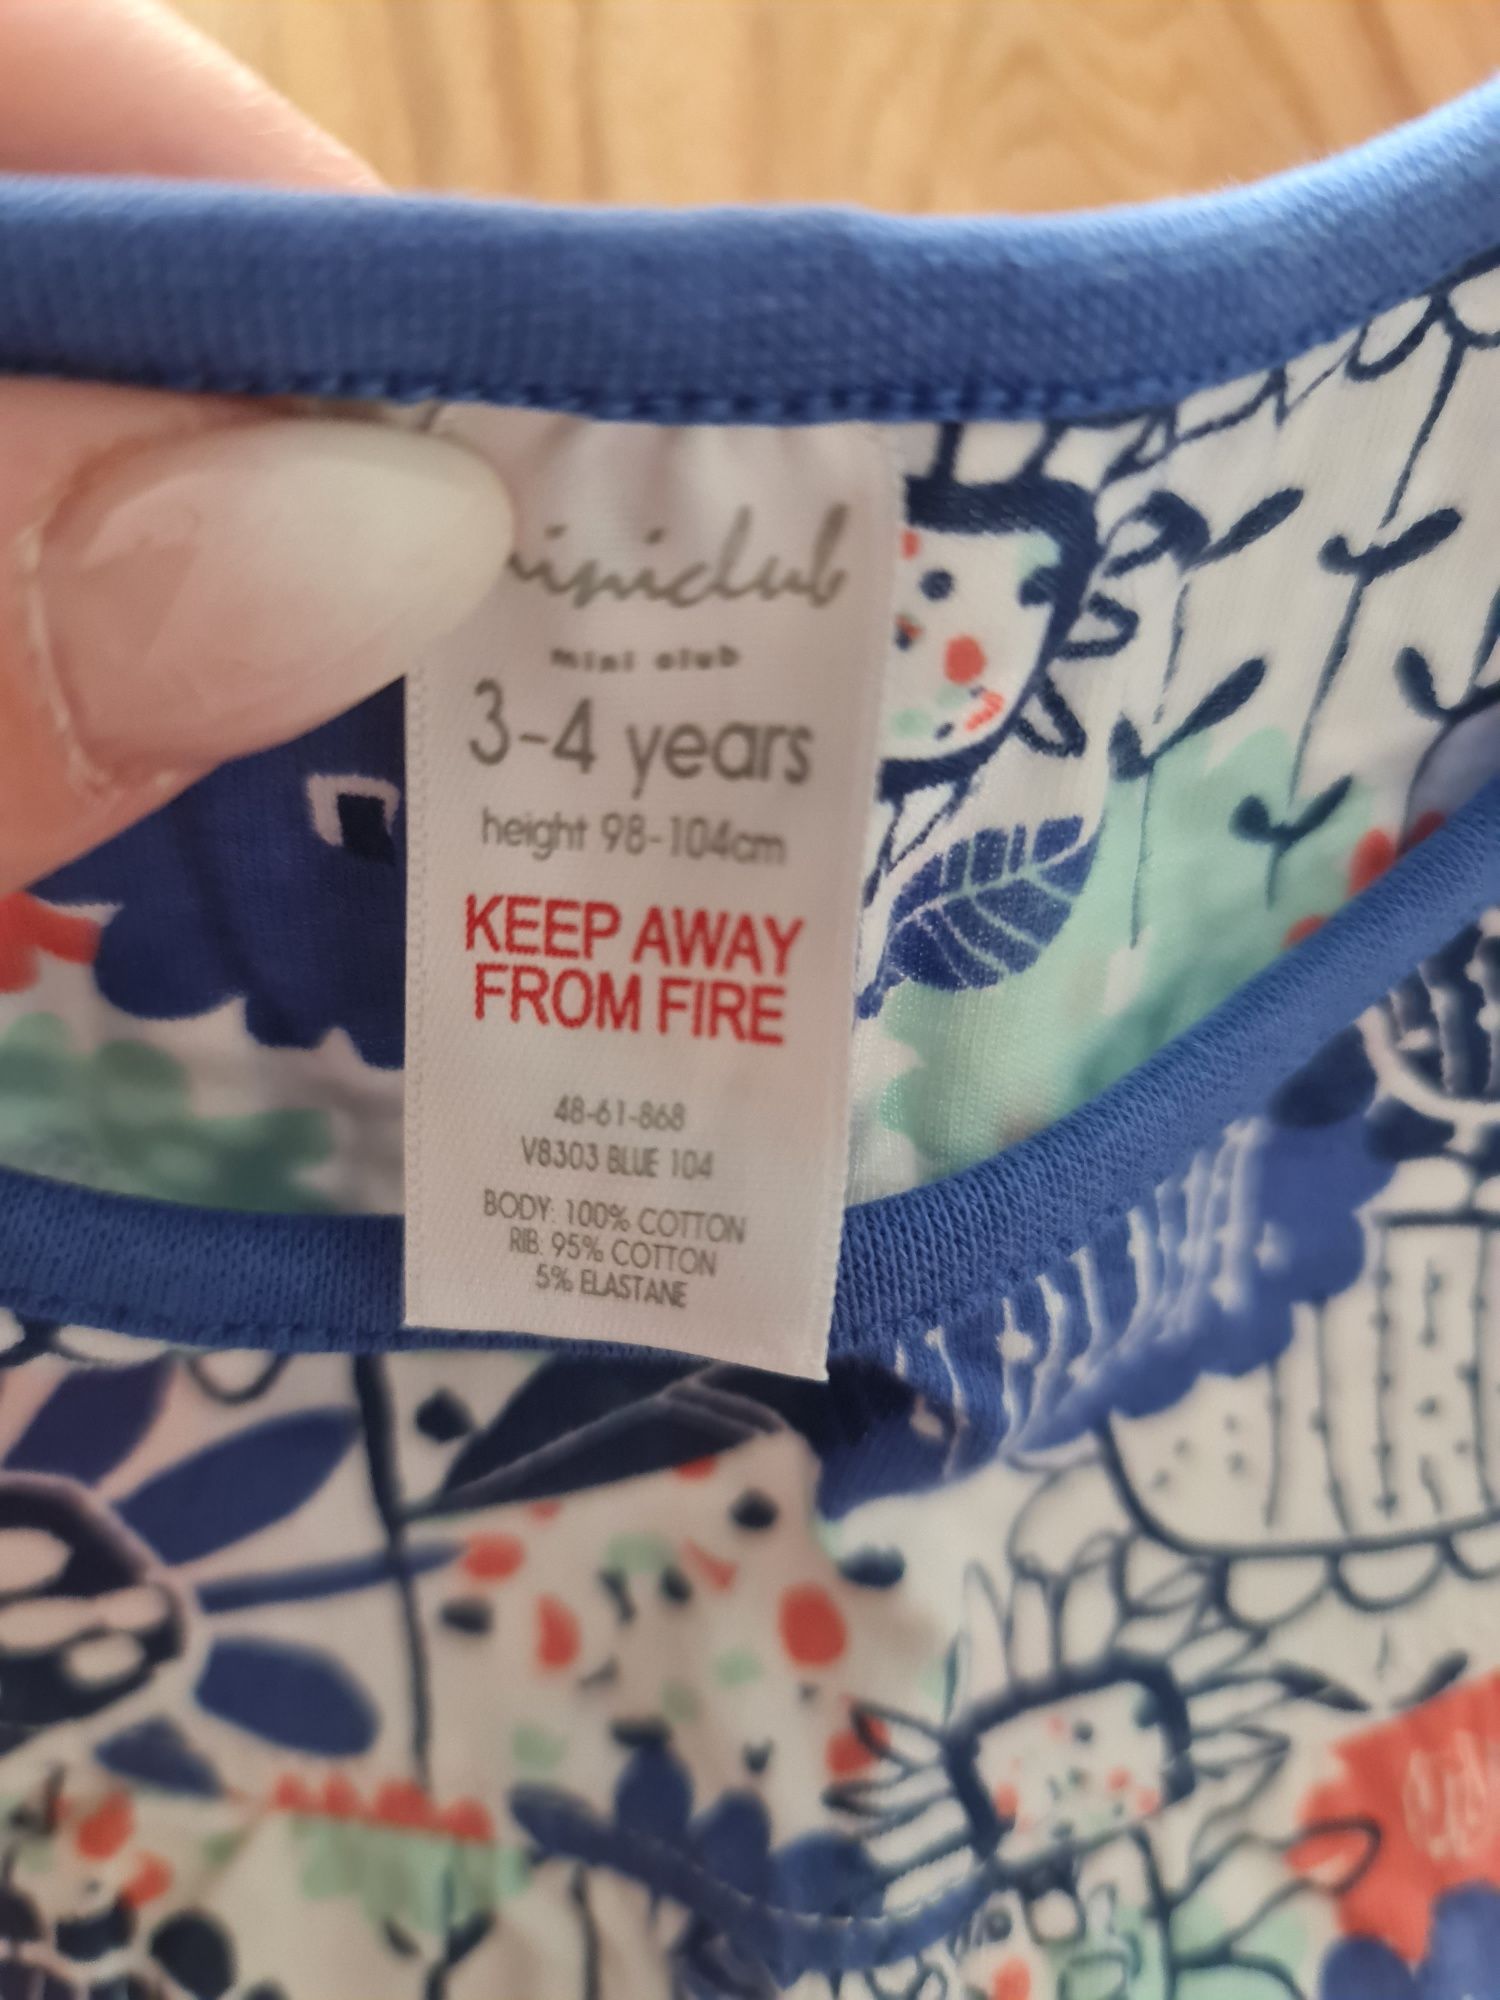 miniclub
mini club
3-4 years
height 98-104cm
KEEP AWAY
FROM FIRE
48-61-868
V8303 BLUE 104
BODY: 100% COTTON
RIB: 95% COTTON
5% ELASTANE